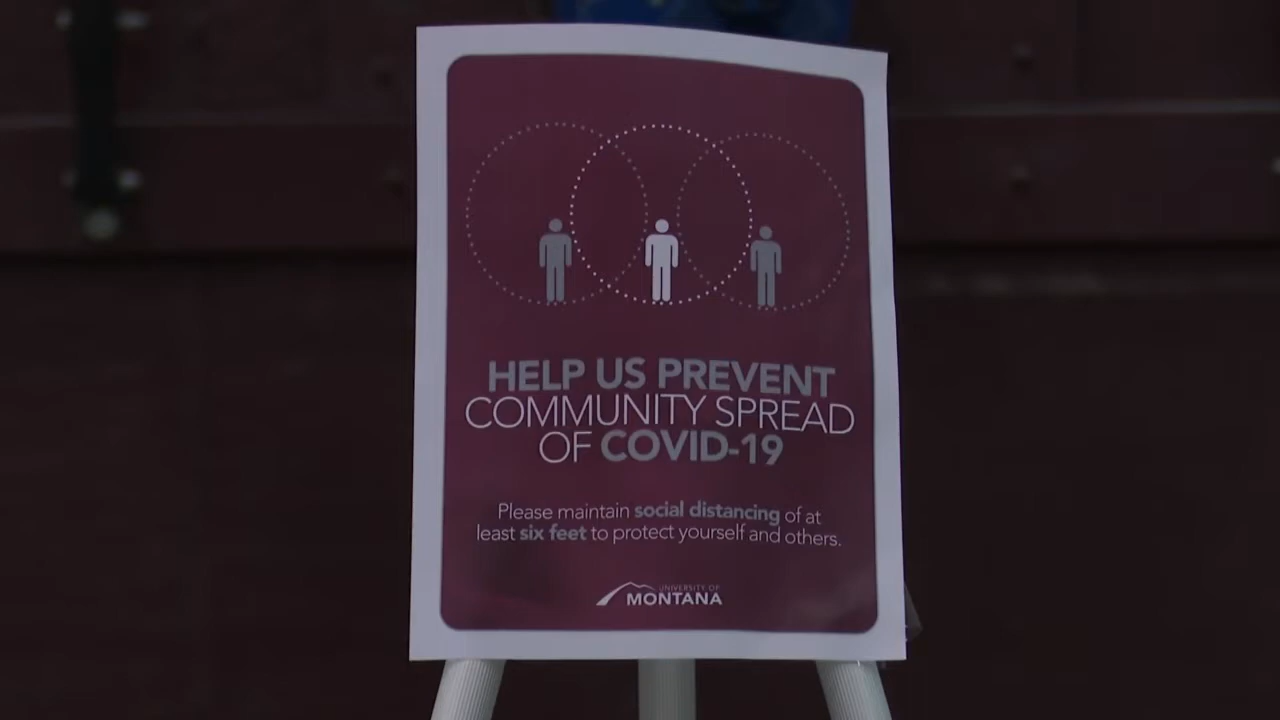 HELP US PREVENT
COMMUNITY SPREAD
OF COVID-19
Please maintain social distancing of at
least six feet to protect yourself and others.
UNIVERSITY OF
MONTANA